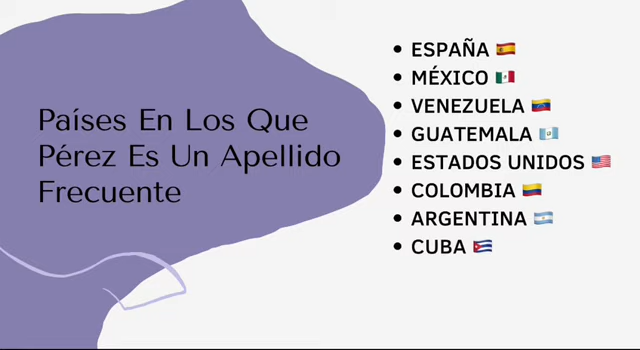 Países En Los Que
Pérez Es Un Apellido
Frecuente
ESPAÑA 🇪🇸
MÉXICO 🇲🇽
VENEZUELA 🇻🇪
GUATEMALA 🇬🇹
ESTADOS UNIDOS 🇺🇸
COLOMBIA 🇨🇴
ARGENTINA 🇦🇷
CUBA 🇨🇺